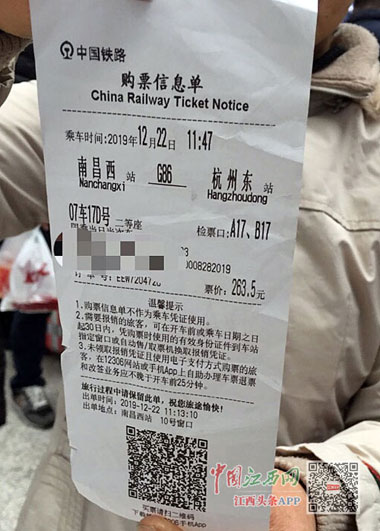 中国铁路
购票信息单
China Railway Ticket Notice
乘车时间:2019年12月22日 11:47
南昌西 站 G86 杭州东 站
Nanchangxi Hangzhoudong
07车17D号 二等座 检票口:A17、B17
0008282019
票价: 263.5元
温馨提示
1.购票信息单不作为乘车凭证使用。
2.需要报销的旅客，可在开车前或乘车日期之日
起30日内，凭购票时使用的有效身份证件到车站
指定窗口或自动售/取票机换取报销凭证。
3.未领取报销凭证且使用电子支付方式购票的旅
客，在12306网站或手机App上自助办理车票退票
和改签业务应不晚于开车前25分钟。
旅行过程中请保留此单，祝您旅途愉快！
出单时间: 2019-12-22 11:13:10
出单地点: 南昌西站 10号窗口
买票请扫二维码
中国江西网
江西头条APP